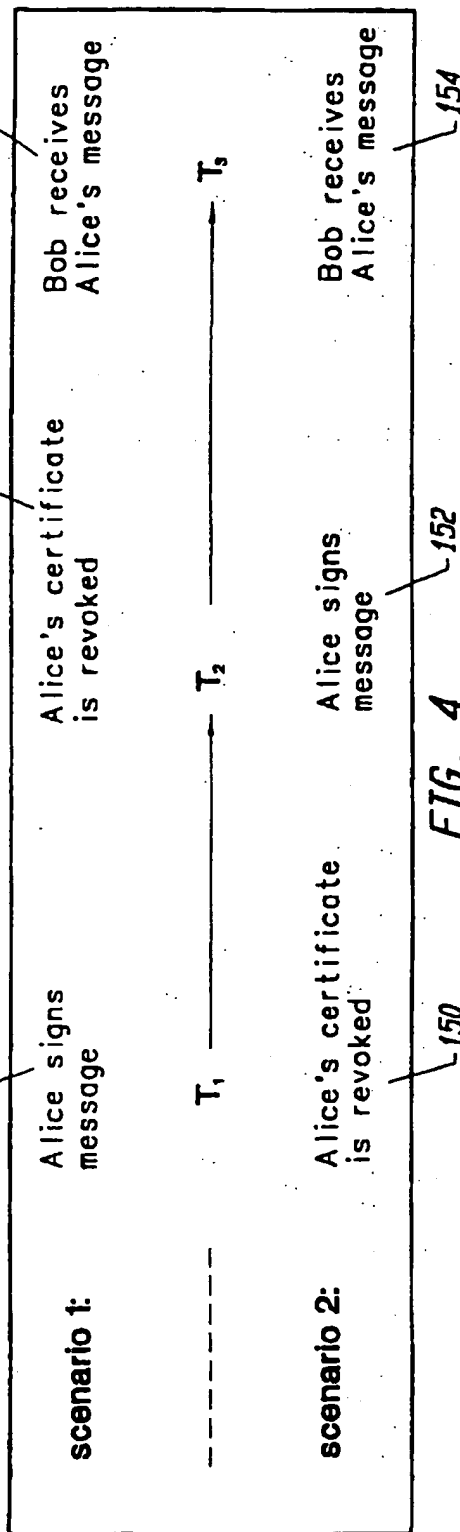 scenario 1:
Alice signs
message
Alice's certificate
is revoked
Bob receives
Alice's message
T₁
T₂
T₃
scenario 2:
Alice's certificate
is revoked
Alice signs
message
Bob receives
Alice's message
150
152
154
FIG. 4